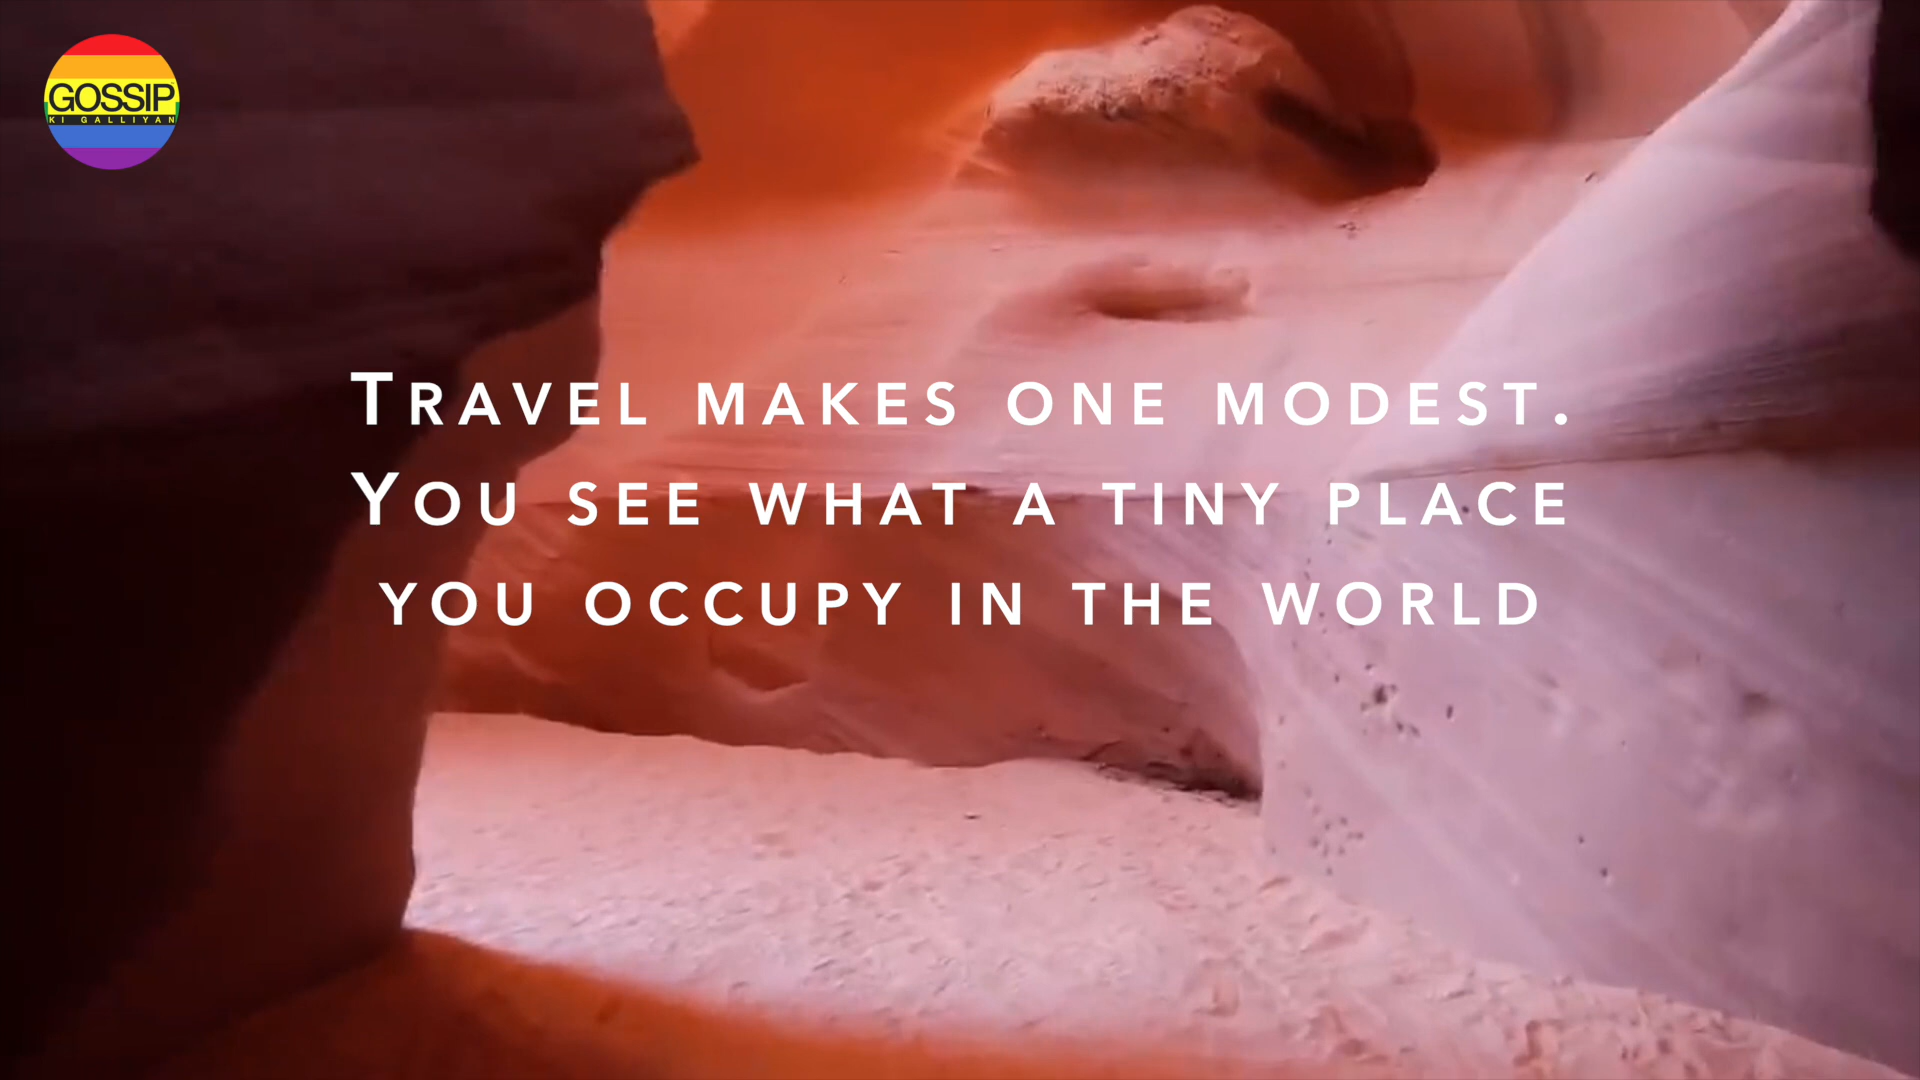 GOSSIP
KI GALLIYAN
TRAVEL MAKES ONE MODEST.
YOU SEE WHAT A TINY PLACE
YOU OCCUPY IN THE WORLD